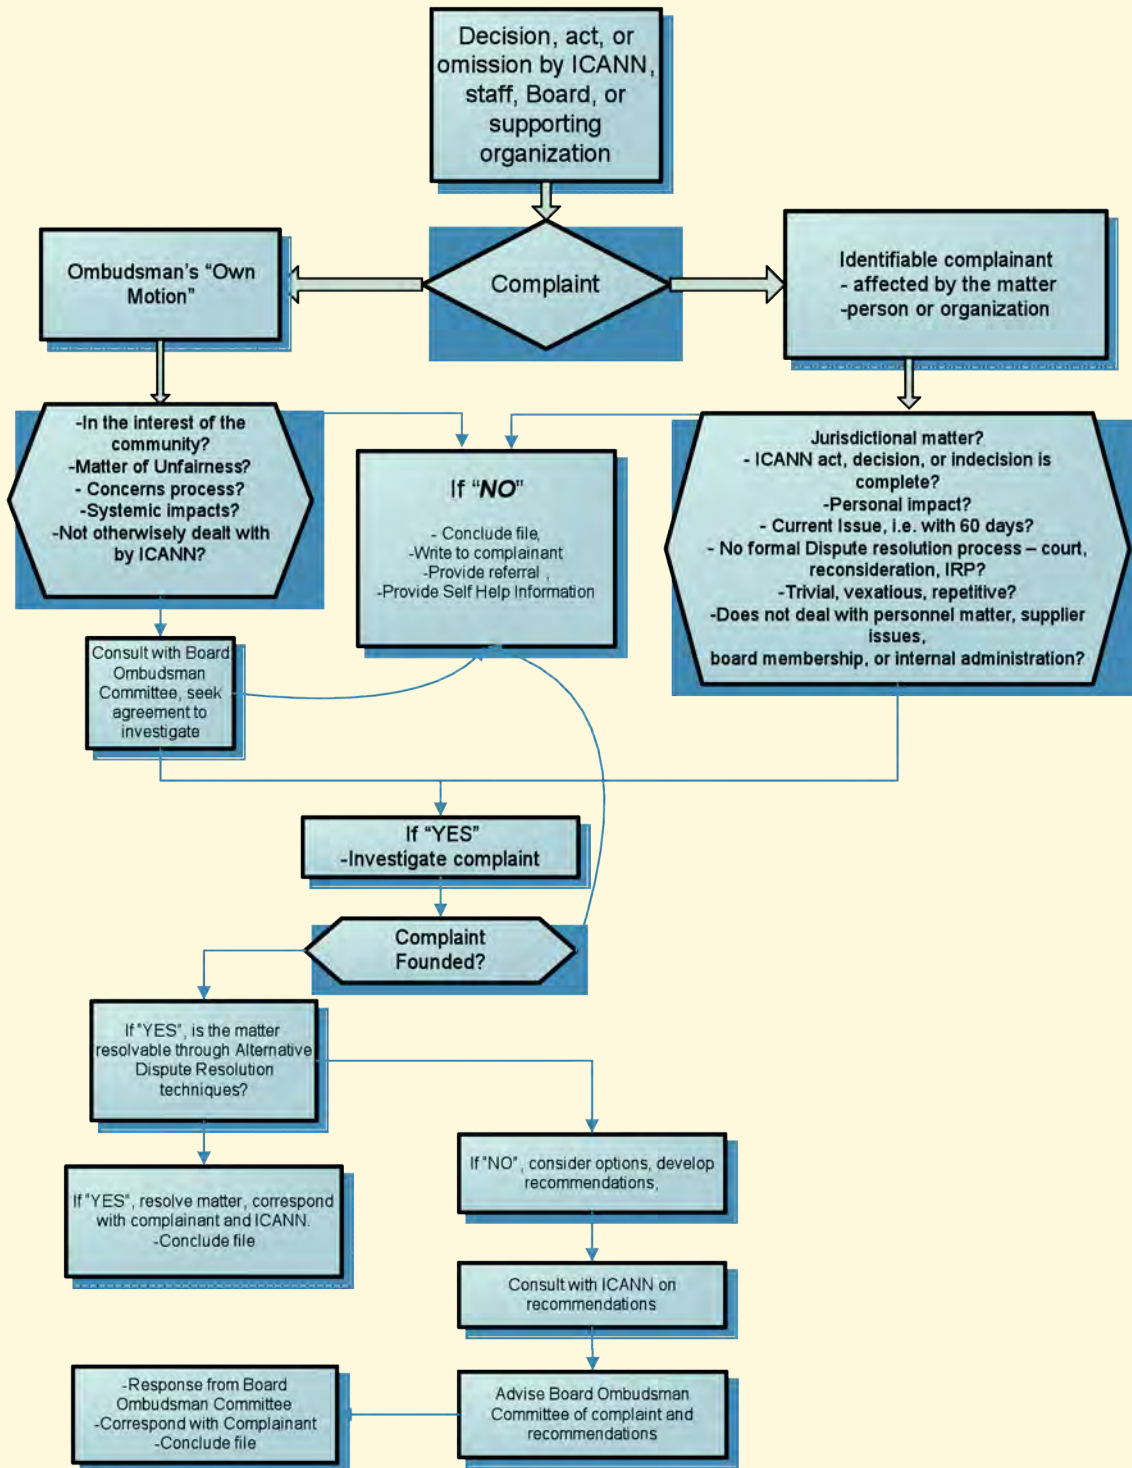 Decision, act, or
omission by ICANN,
staff, Board, or
supporting
organization
Complaint
Ombudsman's “Own
Motion”
Identifiable complainant
- affected by the matter
-person or organization
-In the interest of the
community?
-Matter of Unfairness?
- Concerns process?
-Systemic impacts?
-Not otherwisely dealt with
by ICANN?
If “NO”
- Conclude file,
-Write to complainant
-Provide referral ,
-Provide Self Help Information
Jurisdictional matter?
- ICANN act, decision, or indecision is
complete?
-Personal impact?
- Current Issue, i.e. with 60 days?
- No formal Dispute resolution process – court,
reconsideration, IRP?
-Trivial, vexatious, repetitive?
-Does not deal with personnel matter, supplier
issues,
board membership, or internal administration?
Consult with Board
Ombudsman
Committee, seek
agreement to
investigate
If “YES”
-Investigate complaint
Complaint
Founded?
If “YES”, is the matter
resolvable through Alternative
Dispute Resolution
techniques?
If “YES”, resolve matter, correspond
with complainant and ICANN.
-Conclude file
If “NO”, consider options, develop
recommendations,
Consult with ICANN on
recommendations
Advise Board Ombudsman
Committee of complaint and
recommendations
-Response from Board
Ombudsman Committee
-Correspond with Complainant
-Conclude file